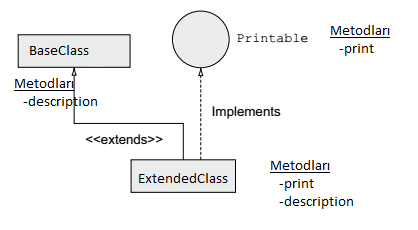 Metodları
-print
Printable
BaseClass
Metodları
-description
Implements
<<extends>>
ExtendedClass
Metodları
-print
-description